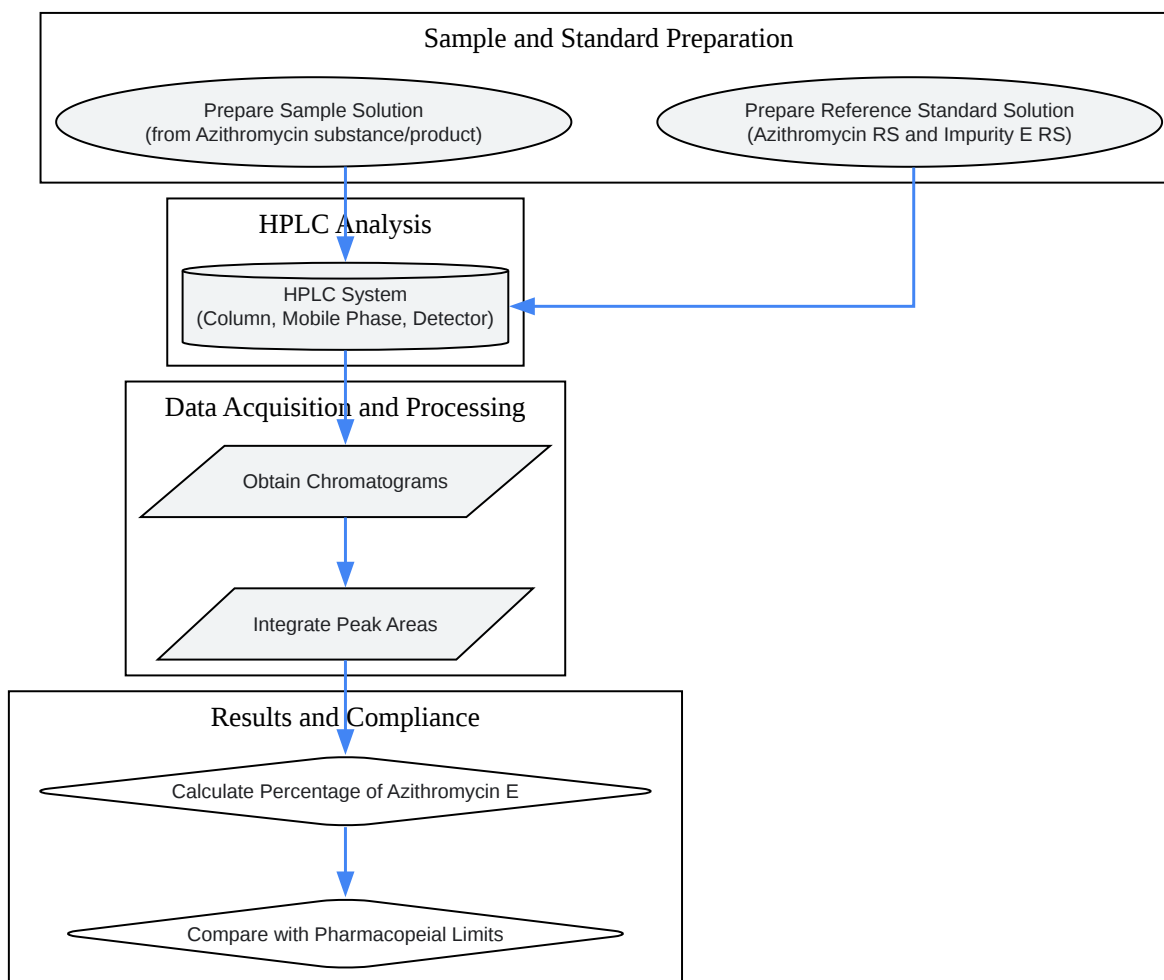 Sample and Standard Preparation
Prepare Sample Solution
(from Azithromycin substance/product)
Prepare Reference Standard Solution
(Azithromycin RS and Impurity E RS)
HPLC Analysis
HPLC System
(Column, Mobile Phase, Detector)
Data Acquisition and Processing
Obtain Chromatograms
Integrate Peak Areas
Results and Compliance
Calculate Percentage of Azithromycin E
Compare with Pharmacopeial Limits